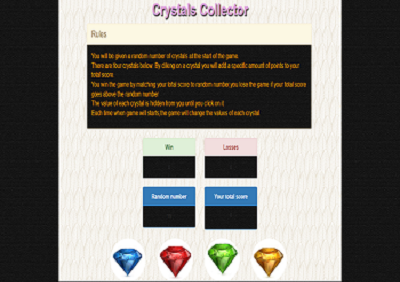 Crystals Collector
Rules
You will be given a random number of crystals at the start of the game.
There are four crystals below. By clicking on a crystal you will add a specific amount of points to your
total score.
You win the game by matching your total score to random number,you lose the game if your total score
goes above the random number.
The value of each crystal is hidden from you until you click on it.
Each time when game will starts,the game will change the values of each crystal.
Win
Losses
Random number
Your total score